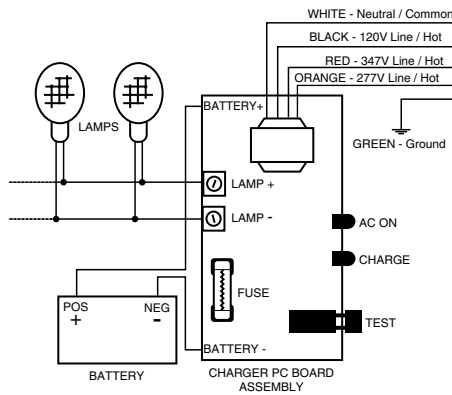 WHITE - Neutral / Common
BLACK - 120V Line / Hot
RED - 347V Line / Hot
ORANGE - 277V Line / Hot
BATTERY+
LAMPS
GREEN - Ground
LAMP +
LAMP -
AC ON
CHARGE
FUSE
POS
NEG
+
-
TEST
BATTERY -
BATTERY
CHARGER PC BOARD
ASSEMBLY